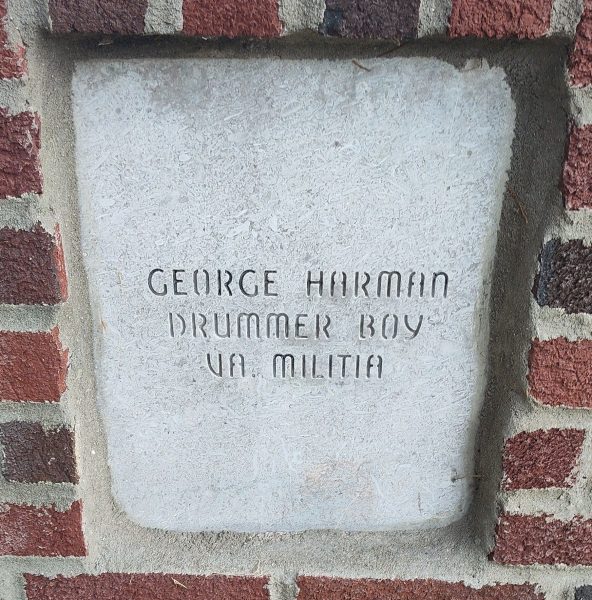 GEORGE HARMAN
DRUMMER BOY
VA. MILITIA